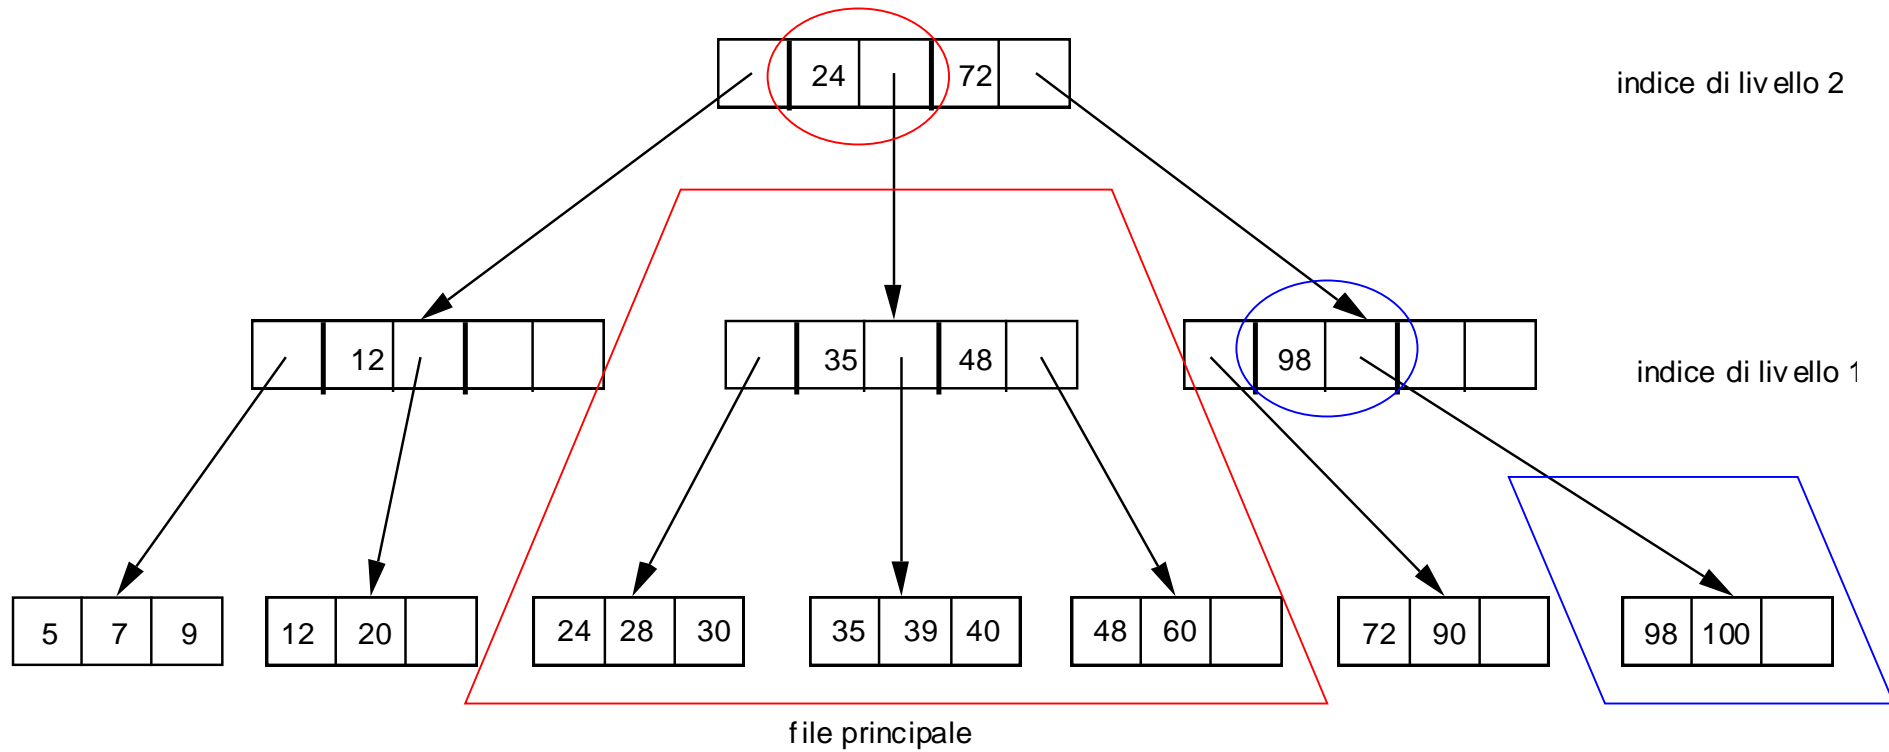 24 72
indice di livello 2
12 35 48 98
indice di livello 1
5 7 9 12 20 24 28 30 35 39 40 48 60 72 90 98 100
file principale